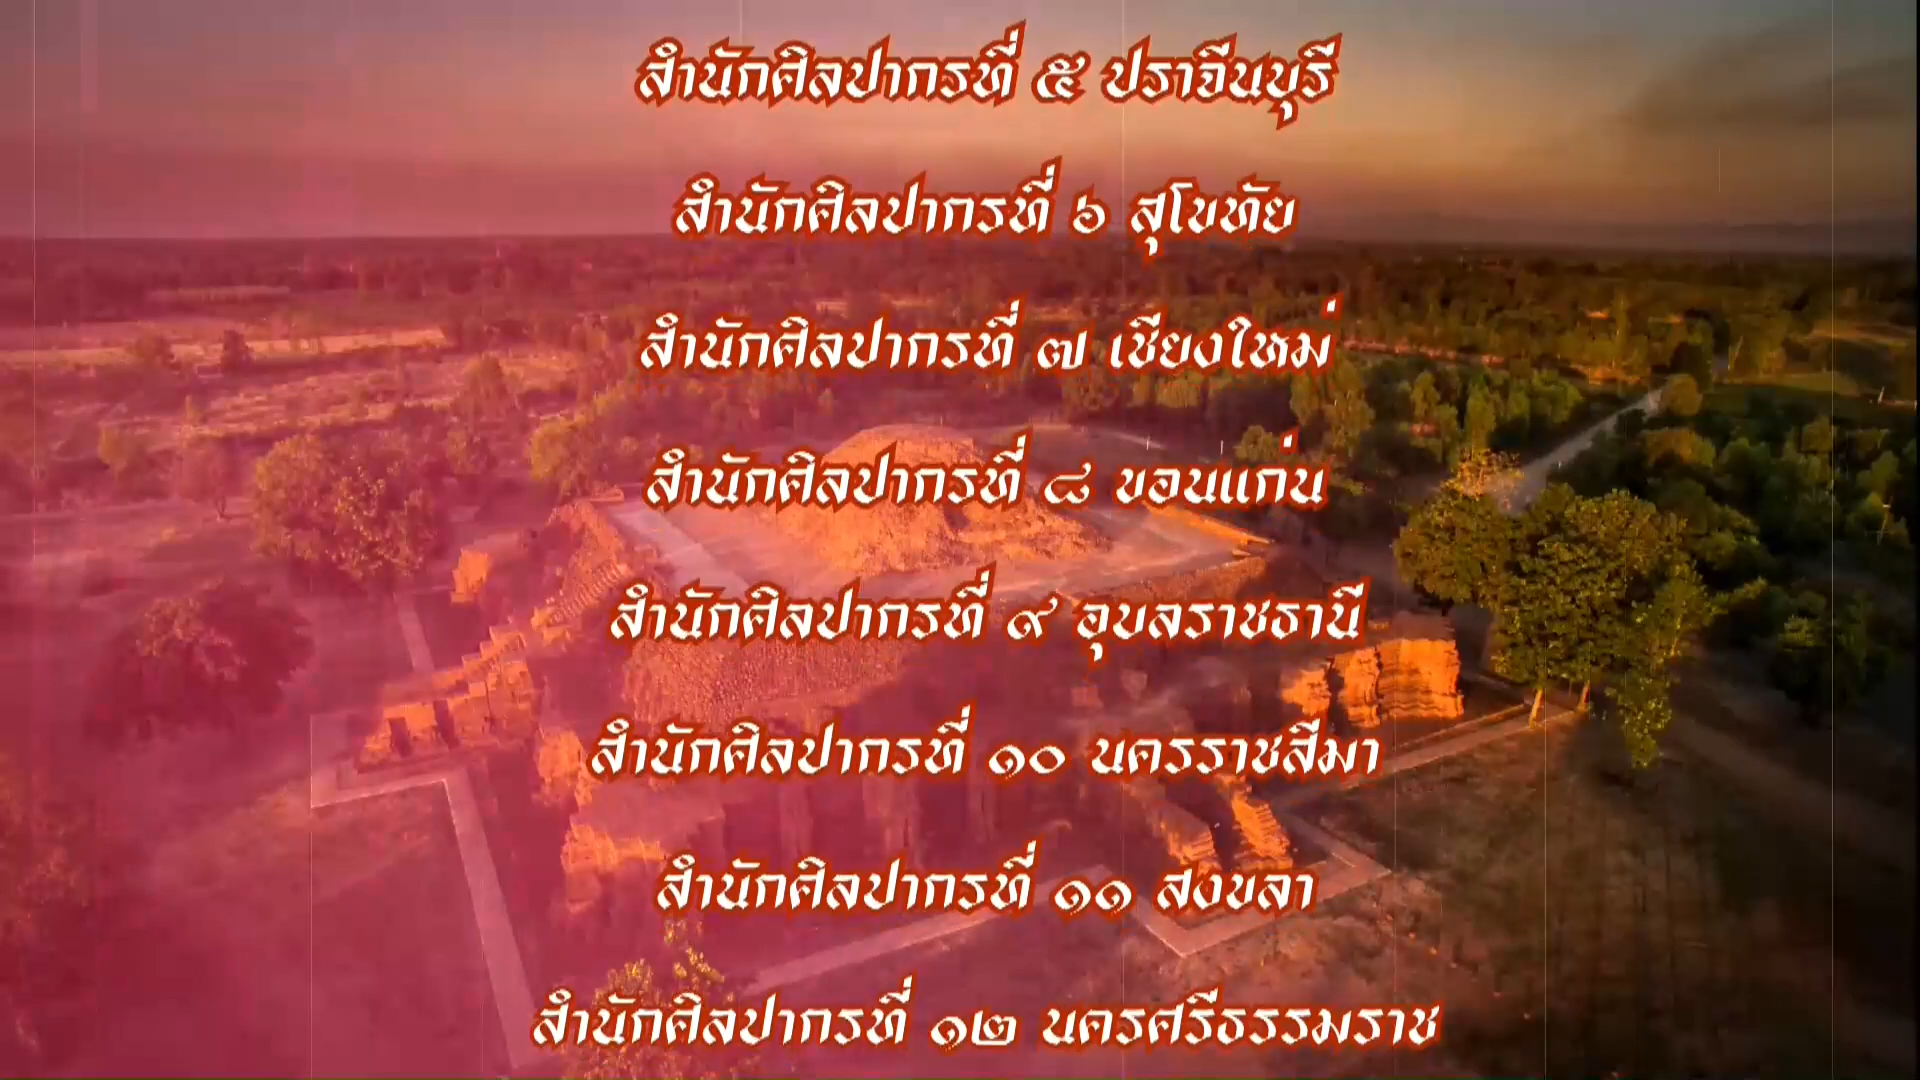 สำนักศิลปากรที่ ๕ ปราจีนบุรี
สำนักศิลปากรที่ ๖ สุโขทัย
สำนักศิลปากรที่ ๗ เชียงใหม่
สำนักศิลปากรที่ ๘ ขอนแก่น
สำนักศิลปากรที่ ๙ อุบลราชธานี
สำนักศิลปากรที่ ๑๐ นครราชสีมา
สำนักศิลปากรที่ ๑๑ สงขลา
สำนักศิลปากรที่ ๑๒ นครศรีธรรมราช